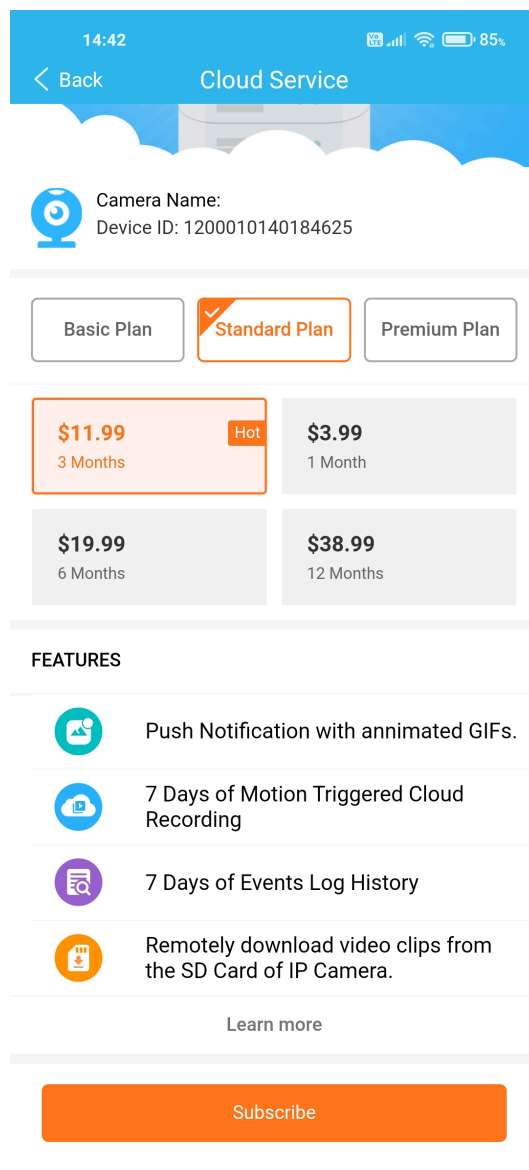 14:42
Vo LTE 85%
Back
Cloud Service
Camera Name:
Device ID: 1200010140184625
Basic Plan
Standard Plan
Premium Plan
$11.99
Hot
3 Months
$3.99
1 Month
$19.99
6 Months
$38.99
12 Months
FEATURES
Push Notification with annimated GIFs.
7 Days of Motion Triggered Cloud
Recording
7 Days of Events Log History
Remotely download video clips from
the SD Card of IP Camera.
Learn more
Subscribe